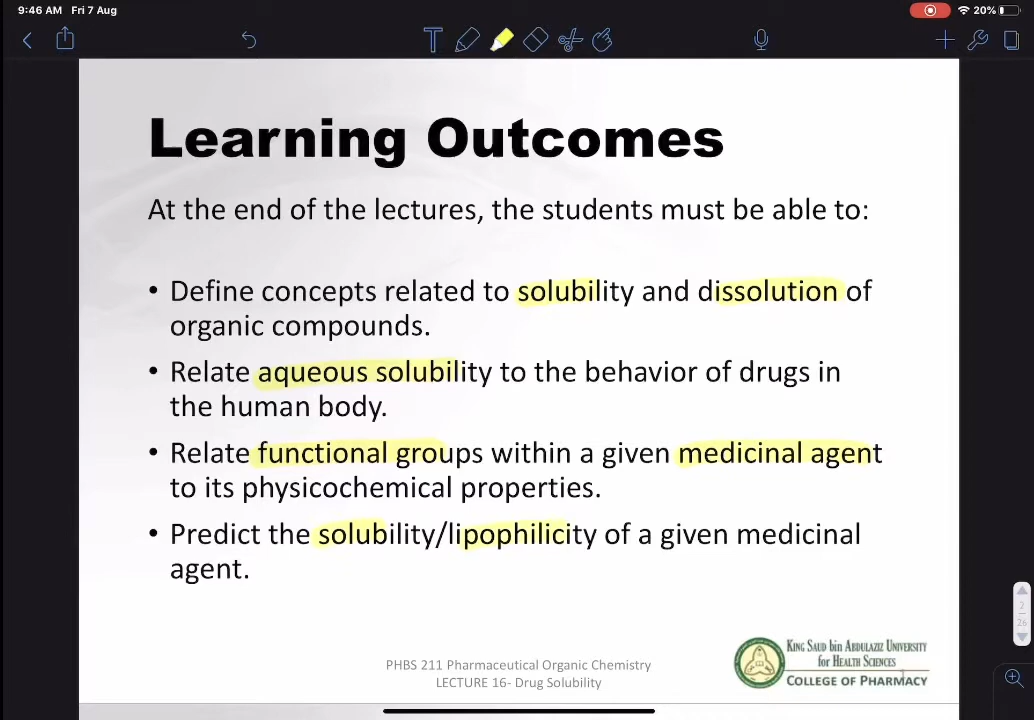 9:46 AM Fri 7 Aug
20%
Learning Outcomes
At the end of the lectures, the students must be able to:
• Define concepts related to solubility and dissolution of
organic compounds.
• Relate aqueous solubility to the behavior of drugs in
the human body.
• Relate functional groups within a given medicinal agent
to its physicochemical properties.
• Predict the solubility/lipophilicity of a given medicinal
agent.
2
26
PHBS 211 Pharmaceutical Organic Chemistry
LECTURE 16- Drug Solubility
King Saud bin Abdulaziz University
for Health Sciences
College of Pharmacy